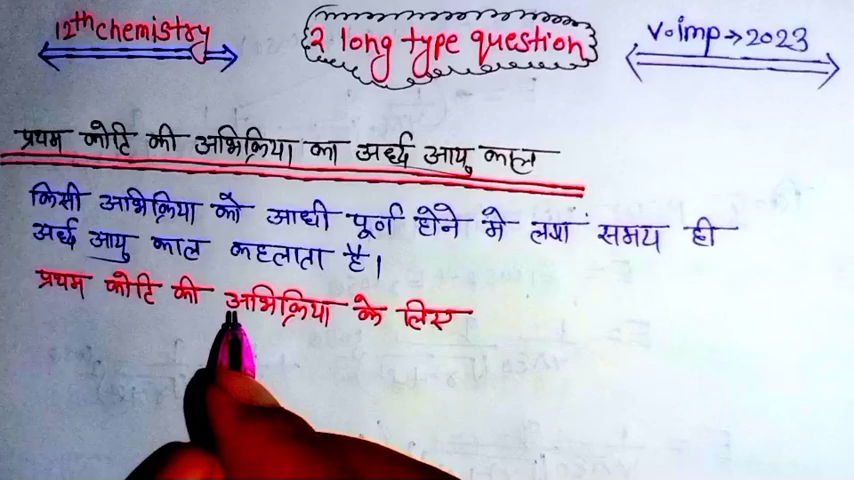 12th chemistry
2 long type question
V.imp→2023
प्रथम कोटि की अभिक्रिया का अर्ध्द आयु काल
किसी अभिक्रिया को आधी पूर्ण होने मे लगा समय ही
अर्ध्द आयु काल कहलाता है।
प्रथम कोटि की अभिक्रिया के लिए